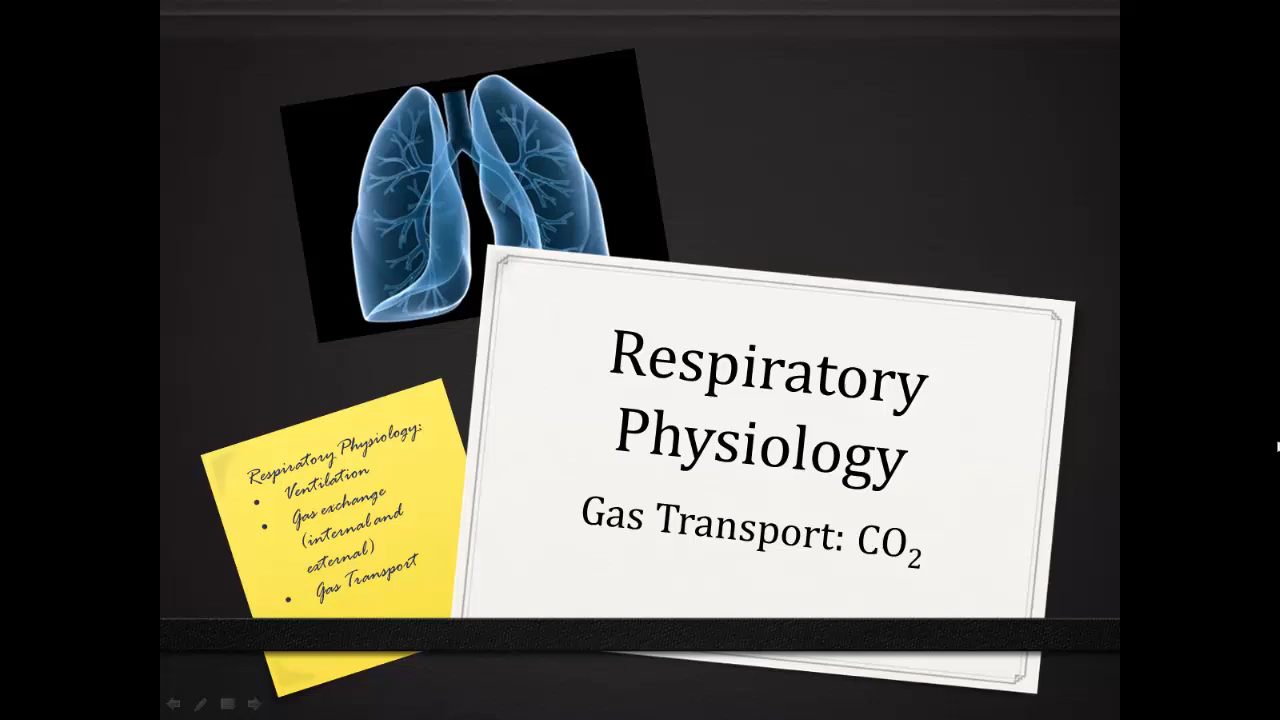 Respiratory
Physiology
Gas Transport: CO₂
Respiratory Physiology:
• Ventilation
• Gas exchange
(internal and
external)
• Gas Transport